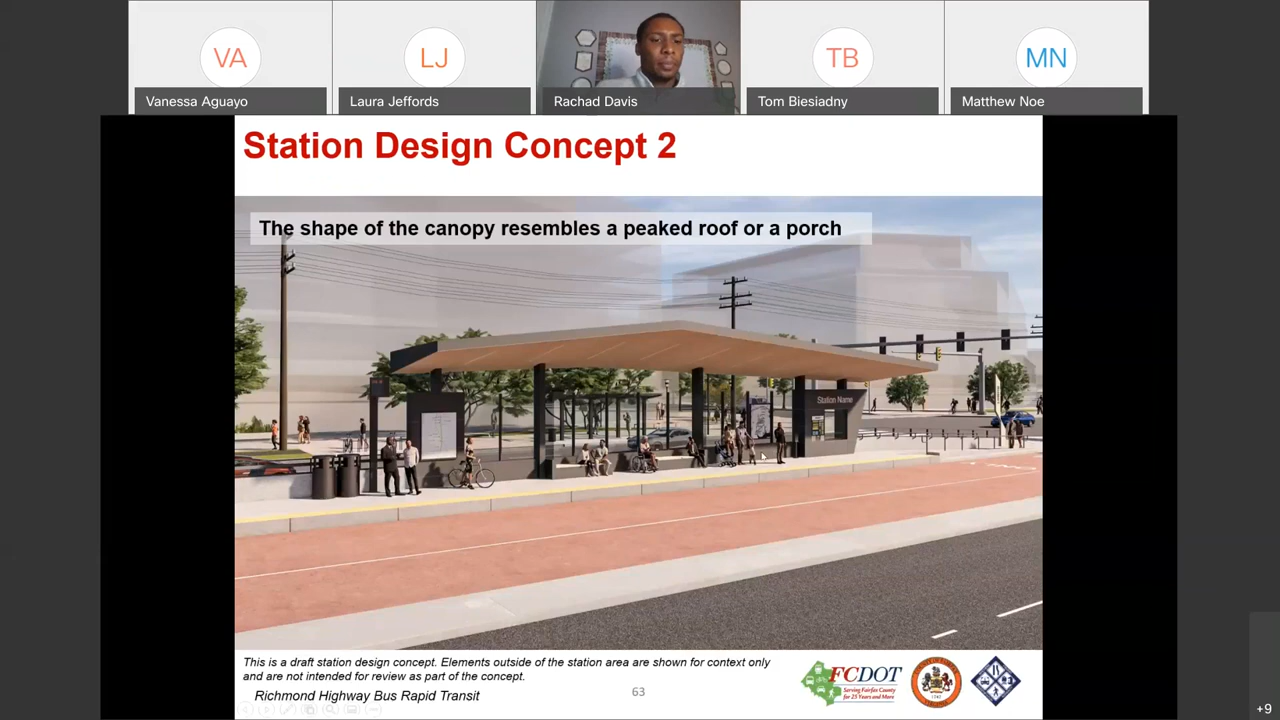 VA
LJ
TB
MN
Vanessa Aguayo
Laura Jeffords
Rachad Davis
Tom Biesiadny
Matthew Noe
Station Design Concept 2
The shape of the canopy resembles a peaked roof or a porch
Station Name
This is a draft station design concept. Elements outside of the station area are shown for context only
and are not intended for review as part of the concept.
Richmond Highway Bus Rapid Transit
63
FCDOT
Serving Fairfax County
for 25 Years and More
+9